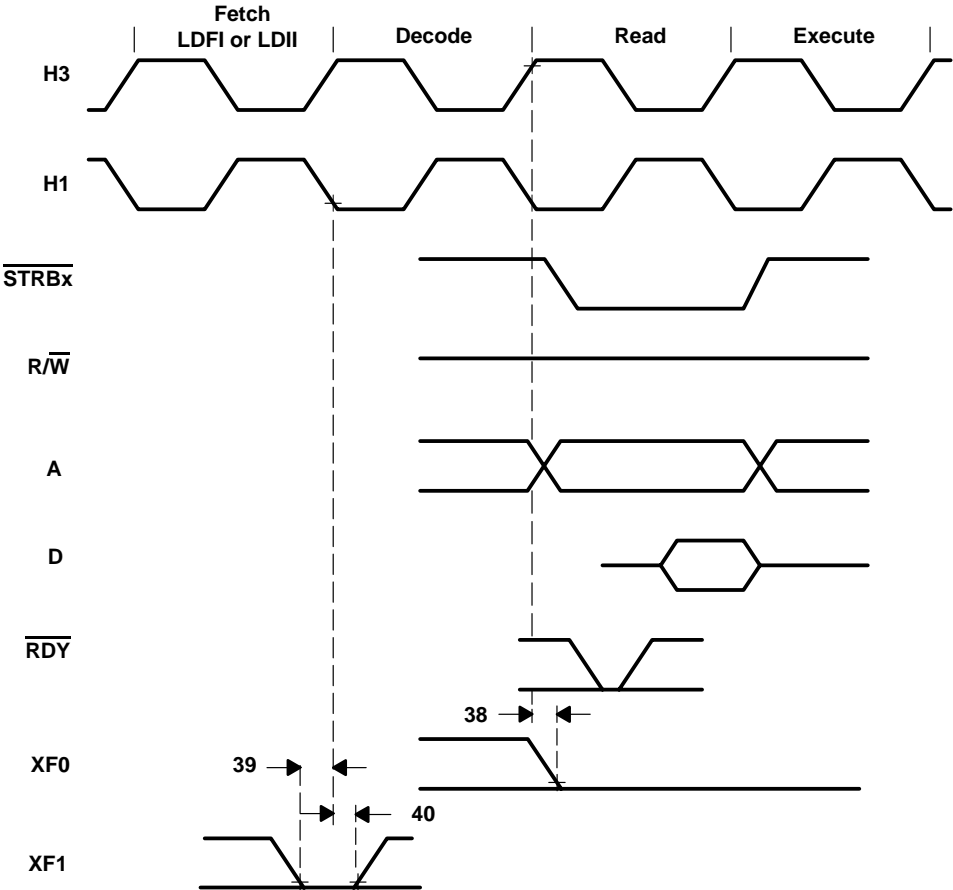 Fetch
LDFI or LDII
Decode
Read
Execute
H3
H1
STRBx
R/W
A
D
RDY
38
XF0
39
40
XF1